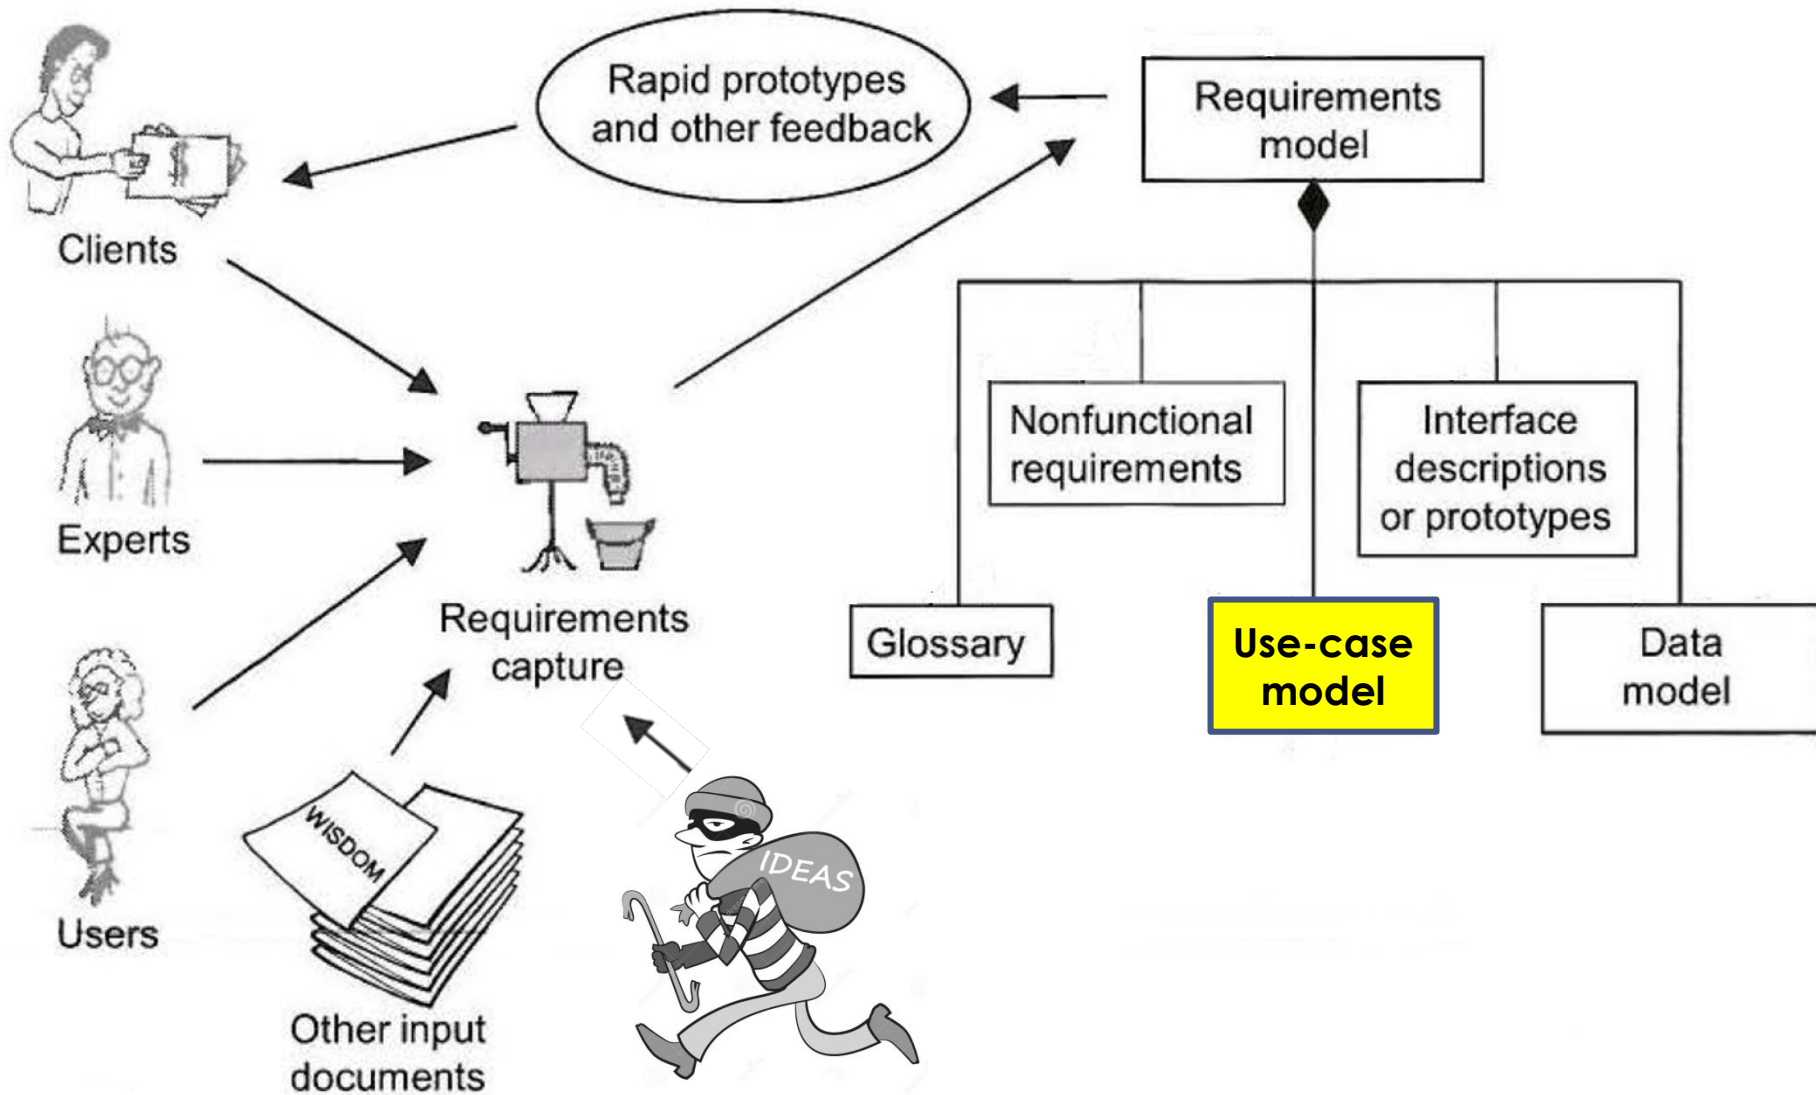 Rapid prototypes
and other feedback
Requirements
model
Clients
Experts
Users
Requirements
capture
WISDOM
Other input
documents
IDEAS
Nonfunctional
requirements
Interface
descriptions
or prototypes
Glossary
Use-case
model
Data
model